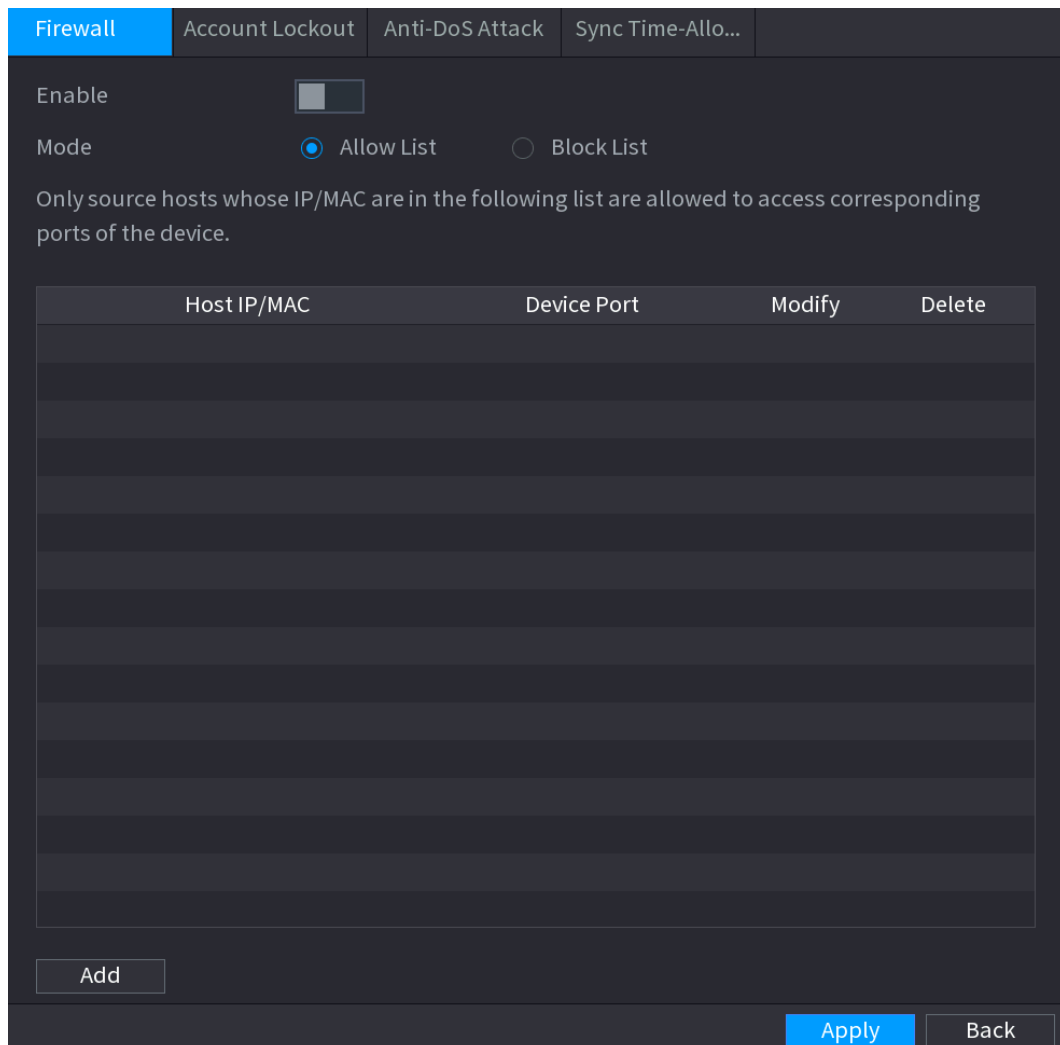 Firewall Account Lockout Anti-DoS Attack Sync Time-Allo...
Enable
Mode Allow List Block List
Only source hosts whose IP/MAC are in the following list are allowed to access corresponding
ports of the device.
Host IP/MAC Device Port Modify Delete
Add
Apply Back